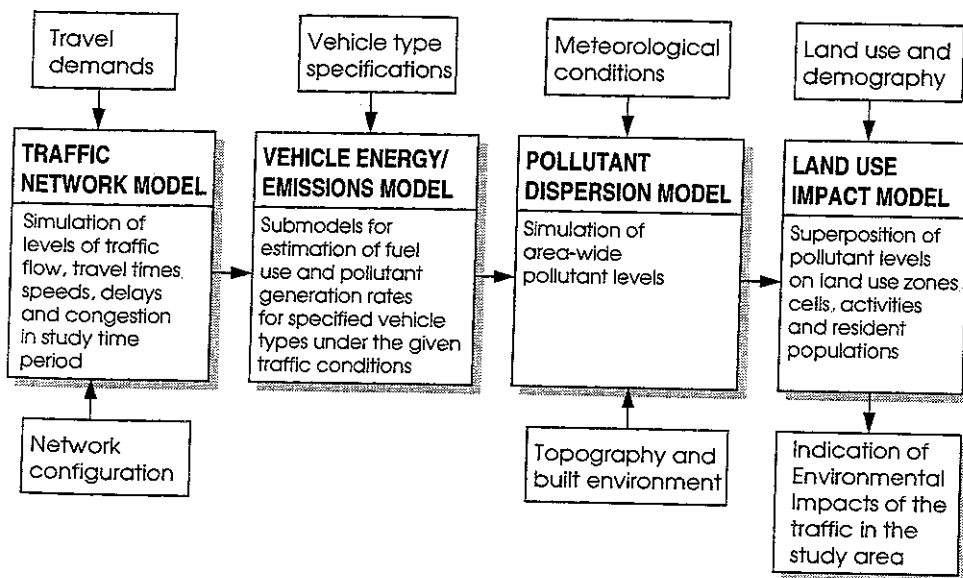 Travel
demands
Vehicle type
specifications
Meteorological
conditions
Land use and
demography
TRAFFIC
NETWORK MODEL
Simulation of
levels of traffic
flow, travel times,
speeds, delays
and congestion
in study time
period
VEHICLE ENERGY/
EMISSIONS MODEL
Submodels for
estimation of fuel
use and pollutant
generation rates
for specified vehicle
types under the given
traffic conditions
POLLUTANT
DISPERSION MODEL
Simulation of
area-wide
pollutant levels
LAND USE
IMPACT MODEL
Superposition of
pollutant levels
on land use zones,
cells, activities
and resident
populations
Network
configuration
Topography and
built environment
Indication of
Environmental
Impacts of the
traffic in the
study area